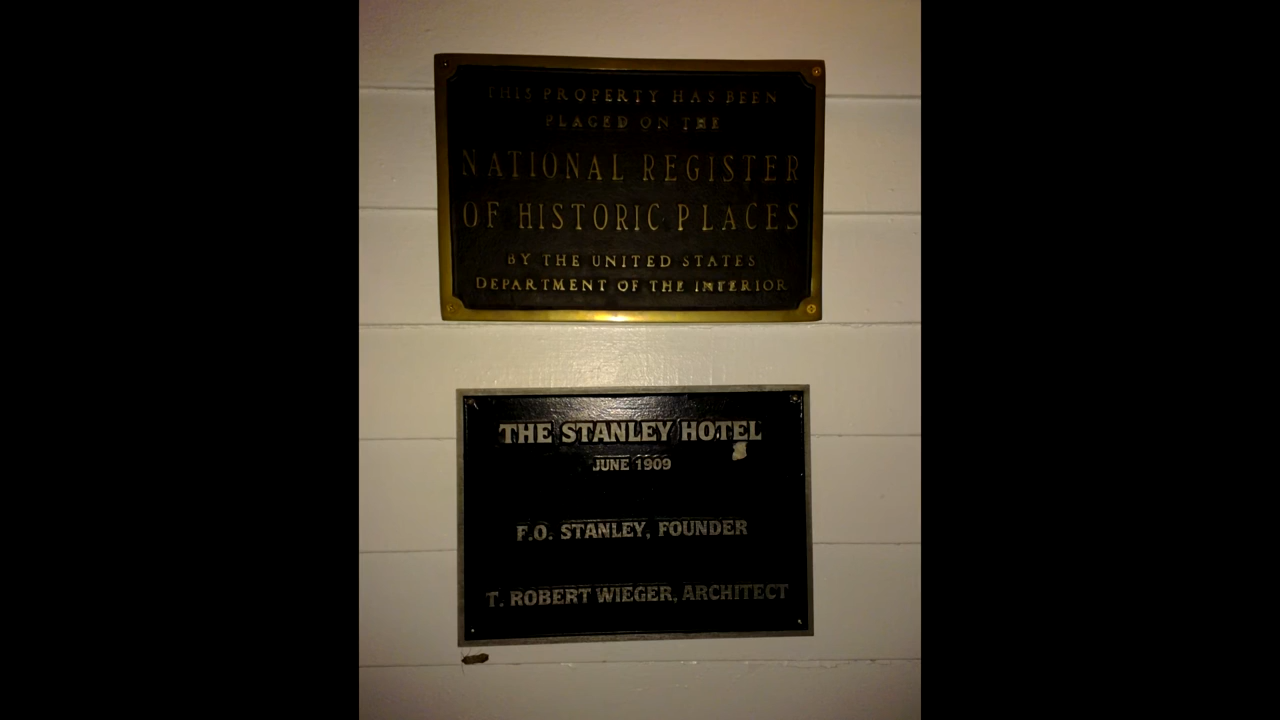 THIS PROPERTY HAS BEEN
PLACED ON THE
NATIONAL REGISTER
OF HISTORIC PLACES
BY THE UNITED STATES
DEPARTMENT OF THE INTERIOR
THE STANLEY HOTEL
JUNE 1909
F.O. STANLEY, FOUNDER
T. ROBERT WIEGER, ARCHITECT